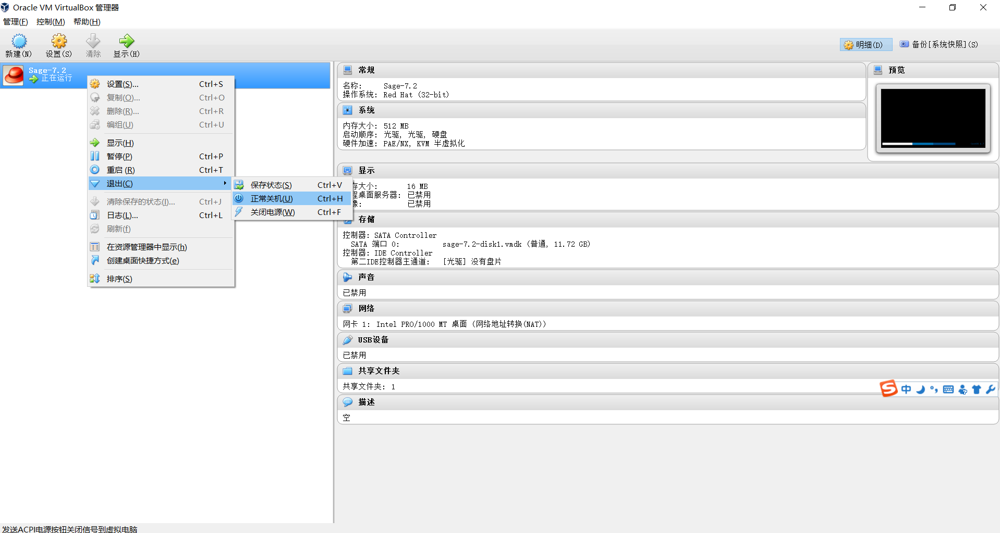 Oracle VM VirtualBox 管理器
管理(F) 控制(M) 帮助(H)
新建(N) 设置(S) 清除 显示(H)
明细(D) 备份[系统快照](S)
Sage-7.2
正在运行
设置(S)... Ctrl+S
复制(O)... Ctrl+O
删除(R)... Ctrl+R
编组(U) Ctrl+U
显示(H)
暂停(P) Ctrl+P
重启 (R) Ctrl+T
退出(C)
清除保存的状态(J)... Ctrl+J
日志(L)... Ctrl+L
刷新(f)
在资源管理器中显示(h)
创建桌面快捷方式(e)
排序(S)
保存状态(S) Ctrl+V
正常关机(U) Ctrl+H
关闭电源(W) Ctrl+F
常规
名称: Sage-7.2
操作系统: Red Hat (32-bit)
系统
内存大小: 512 MB
启动顺序: 光驱, 光驱, 硬盘
硬件加速: PAE/NX, KVM 半虚拟化
预览
显示
存大小: 16 MB
程桌面服务器: 已禁用
像: 已禁用
存储
控制器: SATA Controller
SATA 端口 0: sage-7.2-disk1.vmdk (普通, 11.72 GB)
控制器: IDE Controller
第二IDE控制器主通道: [光驱] 没有盘片
声音
已禁用
网络
网卡 1: Intel PRO/1000 MT 桌面 (网络地址转换(NAT))
USB设备
已禁用
共享文件夹
共享文件夹: 1
中
描述
空
发送ACPI电源按钮关闭信号到虚拟电脑